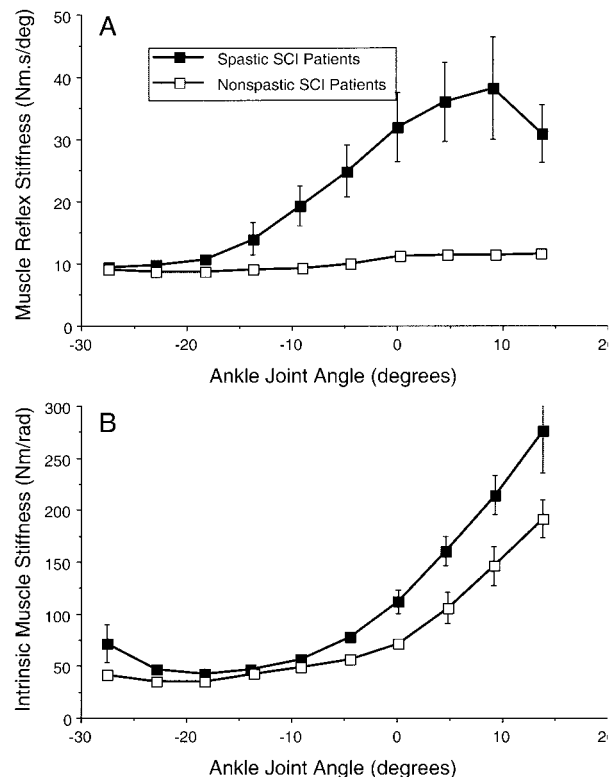 A
Spastic SCI Patients
Nonspastic SCI Patients
Muscle Reflex Stiffness (Nm.s/deg)
50
40
30
20
10
0
-30 -20 -10 0 10 20
Ankle Joint Angle (degrees)
B
Intrinsic Muscle Stiffness (Nm/rad)
300
250
200
150
100
50
0
-30 -20 -10 0 10 20
Ankle Joint Angle (degrees)